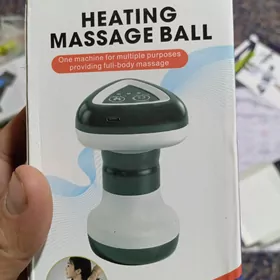 HEATING
MASSAGE BALL
One machine for multiple purposes
providing full-body massage